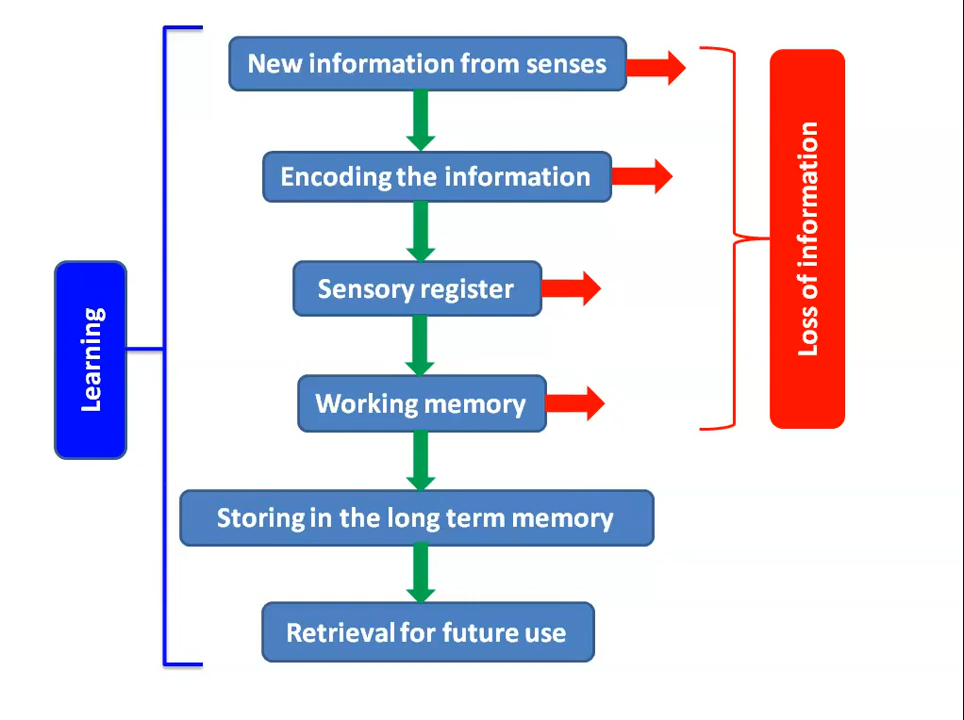 New information from senses
Encoding the information
Sensory register
Working memory
Storing in the long term memory
Retrieval for future use
Learning
Loss of information